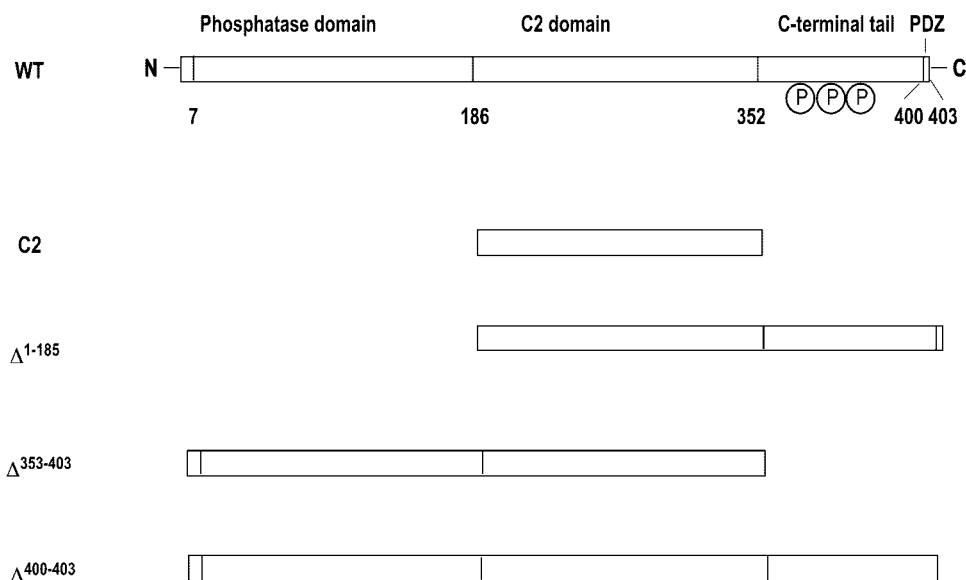 Phosphatase domain C2 domain C-terminal tail PDZ
WT N C
P P P
7 186 352 400 403
C2
Δ1-185
Δ353-403
Δ400-403